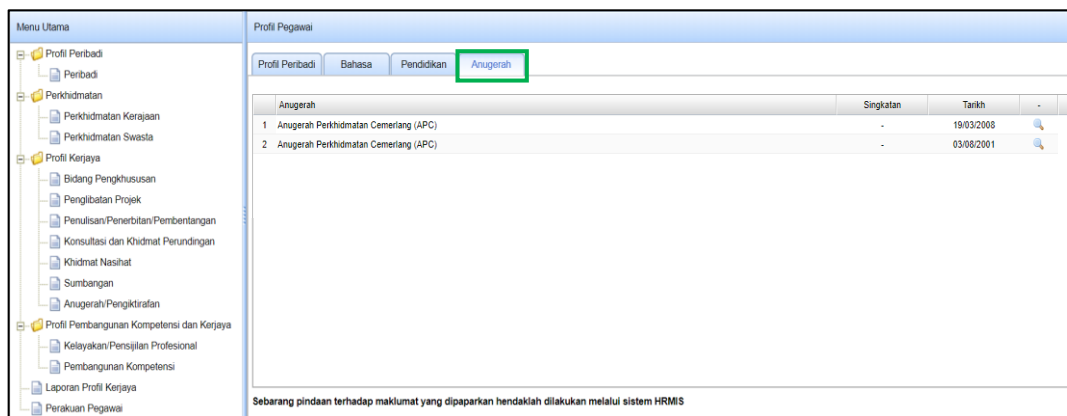 Menu Utama
Profil Peribadi
Peribadi
Perkhidmatan
Perkhidmatan Kerajaan
Perkhidmatan Swasta
Profil Kerjaya
Bidang Pengkhususan
Penglibatan Projek
Penulisan/Penerbitan/Pembentangan
Konsultasi dan Khidmat Perundingan
Khidmat Nasihat
Sumbangan
Anugerah/Pengiktirafan
Profil Pembangunan Kompetensi dan Kerjaya
Kelayakan/Pensijilan Profesional
Pembangunan Kompetensi
Laporan Profil Kerjaya
Perakuan Pegawai
Profil Pegawai
Profil Peribadi Bahasa Pendidikan Anugerah
Anugerah Singkatan Tarikh -
1 Anugerah Perkhidmatan Cemerlang (APC) - 19/03/2008
2 Anugerah Perkhidmatan Cemerlang (APC) - 03/08/2001
Sebarang pindaan terhadap maklumat yang dipaparkan hendaklah dilakukan melalui sistem HRMIS